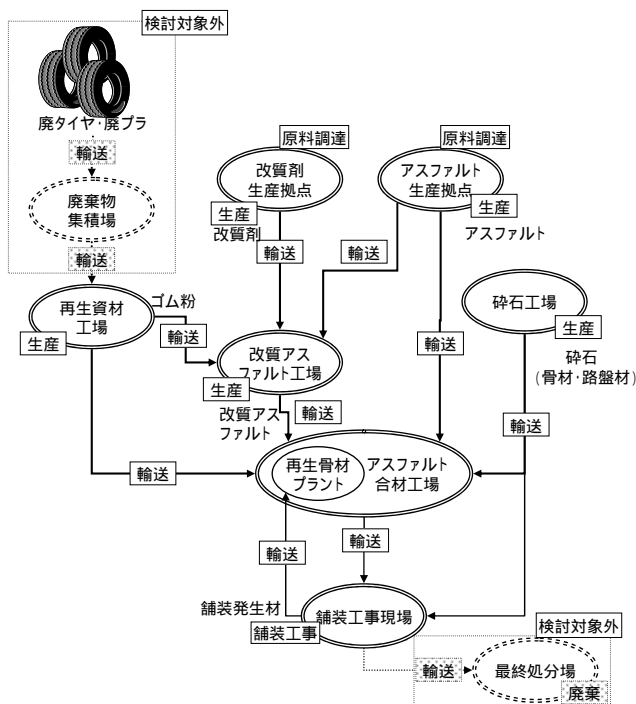 検討対象外
廃タイヤ・廃プラ
輸送
廃棄物
集積場
輸送
原料調達
改質剤
生産拠点
生産
改質剤
輸送
原料調達
アスファルト
生産拠点
生産
アスファルト
輸送
再生資材
工場
生産
ゴム粉
輸送
改質アス
ファルト工場
生産
改質アス
ファルト
輸送
輸送
砕石工場
生産
砕石
(骨材・路盤材)
輸送
輸送
再生骨材
プラント
アスファルト
合材工場
輸送
輸送
舗装発生材
舗装工事
舗装工事現場
検討対象外
輸送
最終処分場
廃棄